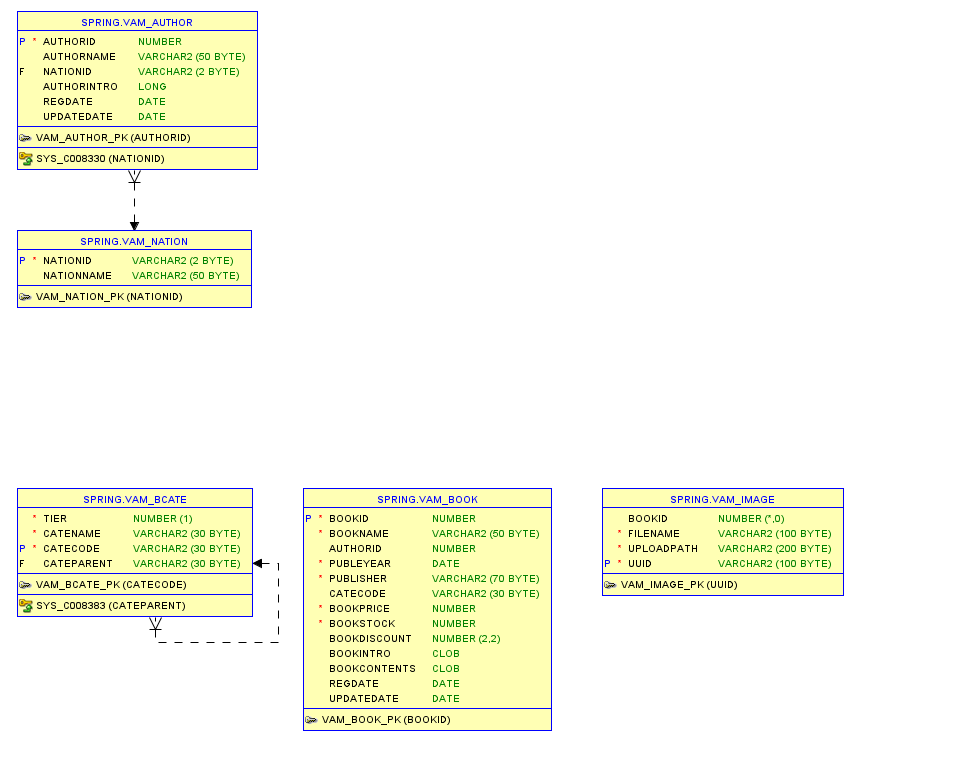 SPRING.VAM_AUTHOR
P * AUTHORID NUMBER
AUTHORNAME VARCHAR2 (50 BYTE)
F NATIONID VARCHAR2 (2 BYTE)
AUTHORINTRO LONG
REGDATE DATE
UPDATEDATE DATE
VAM_AUTHOR_PK (AUTHORID)
SYS_C008330 (NATIONID)
SPRING.VAM_NATION
P * NATIONID VARCHAR2 (2 BYTE)
NATIONNAME VARCHAR2 (50 BYTE)
VAM_NATION_PK (NATIONID)
SPRING.VAM_BCATE
* TIER NUMBER (1)
* CATENAME VARCHAR2 (30 BYTE)
P * CATECODE VARCHAR2 (30 BYTE)
F CATEPARENT VARCHAR2 (30 BYTE)
VAM_BCATE_PK (CATECODE)
SYS_C008383 (CATEPARENT)
SPRING.VAM_BOOK
P * BOOKID NUMBER
* BOOKNAME VARCHAR2 (50 BYTE)
AUTHORID NUMBER
* PUBLEYEAR DATE
* PUBLISHER VARCHAR2 (70 BYTE)
CATECODE VARCHAR2 (30 BYTE)
* BOOKPRICE NUMBER
* BOOKSTOCK NUMBER
BOOKDISCOUNT NUMBER (2,2)
BOOKINTRO CLOB
BOOKCONTENTS CLOB
REGDATE DATE
UPDATEDATE DATE
VAM_BOOK_PK (BOOKID)
SPRING.VAM_IMAGE
BOOKID NUMBER (*,0)
* FILENAME VARCHAR2 (100 BYTE)
* UPLOADPATH VARCHAR2 (200 BYTE)
P * UUID VARCHAR2 (100 BYTE)
VAM_IMAGE_PK (UUID)